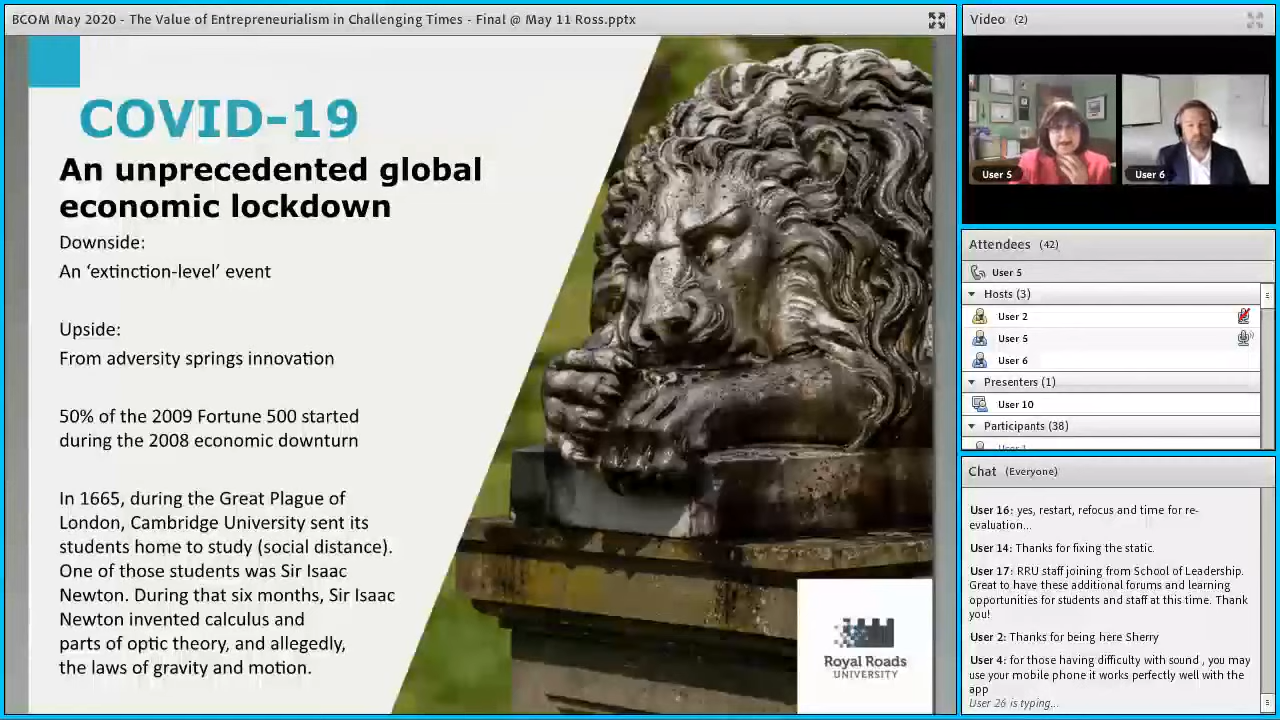 BCOM May 2020 - The Value of Entrepreneurialism in Challenging Times - Final @ May 11 Ross.pptx
COVID-19
An unprecedented global
economic lockdown
Downside:
An ‘extinction-level’ event
Upside:
From adversity springs innovation
50% of the 2009 Fortune 500 started
during the 2008 economic downturn
In 1665, during the Great Plague of
London, Cambridge University sent its
students home to study (social distance).
One of those students was Sir Isaac
Newton. During that six months, Sir Isaac
Newton invented calculus and
parts of optic theory, and allegedly,
the laws of gravity and motion.
Royal Roads
UNIVERSITY
Video (2)
User 5
User 6
Attendees (42)
User 5
Hosts (3)
User 2
User 5
User 6
Presenters (1)
User 10
Participants (38)
User 1
Chat (Everyone)
User 16: yes, restart, refocus and time for re-
evaluation...
User 14: Thanks for fixing the static.
User 17: RRU staff joining from School of Leadership.
Great to have these additional forums and learning
opportunities for students and staff at this time. Thank
you!
User 2: Thanks for being here Sherry
User 4: for those having difficulty with sound , you may
use your mobile phone it works perfectly well with the
app
User 26 is typing...